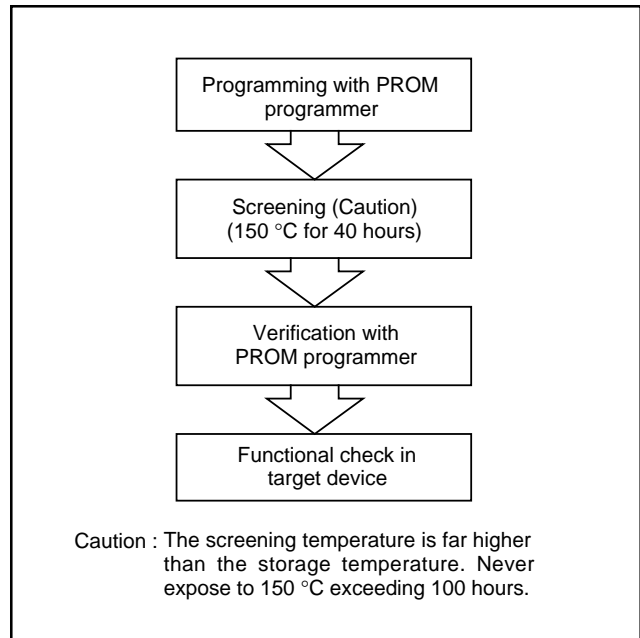 Programming with PROM
programmer
Screening (Caution)
(150 °C for 40 hours)
Verification with
PROM programmer
Functional check in
target device
Caution : The screening temperature is far higher
than the storage temperature. Never
expose to 150 °C exceeding 100 hours.